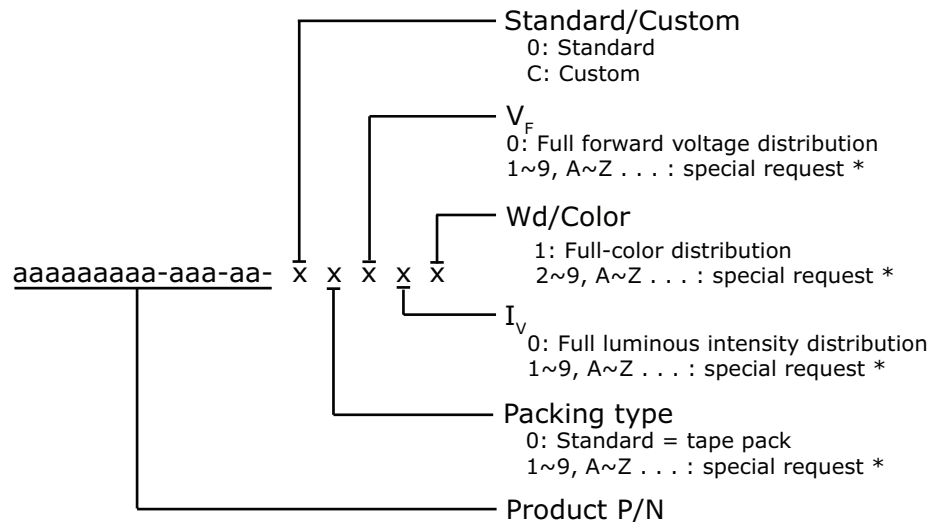 Standard/Custom
0: Standard
C: Custom
VF
0: Full forward voltage distribution
1~9, A~Z . . . : special request *
Wd/Color
1: Full-color distribution
2~9, A~Z . . . : special request *
aaaaaaaaa-aaa-aa- x x x x x
IV
0: Full luminous intensity distribution
1~9, A~Z . . . : special request *
Packing type
0: Standard = tape pack
1~9, A~Z . . . : special request *
Product P/N